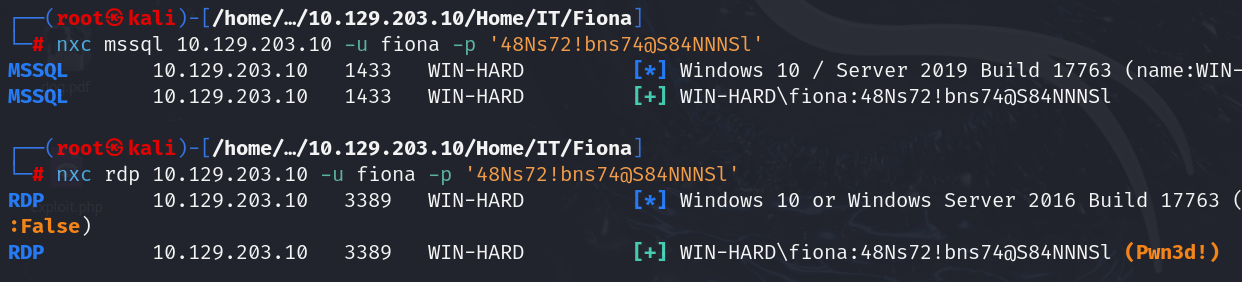 ┌──(root㉿kali)-[/home/…/10.129.203.10/Home/IT/Fiona]
└─# nxc mssql 10.129.203.10 -u fiona -p '48Ns72!bns74@S84NNNSl'
MSSQL 10.129.203.10 1433 WIN-HARD [*] Windows 10 / Server 2019 Build 17763 (name:WIN-
MSSQL 10.129.203.10 1433 WIN-HARD [+] WIN-HARD\fiona:48Ns72!bns74@S84NNNSl
┌──(root㉿kali)-[/home/…/10.129.203.10/Home/IT/Fiona]
└─# nxc rdp 10.129.203.10 -u fiona -p '48Ns72!bns74@S84NNNSl'
RDP 10.129.203.10 3389 WIN-HARD [*] Windows 10 or Windows Server 2016 Build 17763 (
:False)
RDP 10.129.203.10 3389 WIN-HARD [+] WIN-HARD\fiona:48Ns72!bns74@S84NNNSl (Pwn3d!)